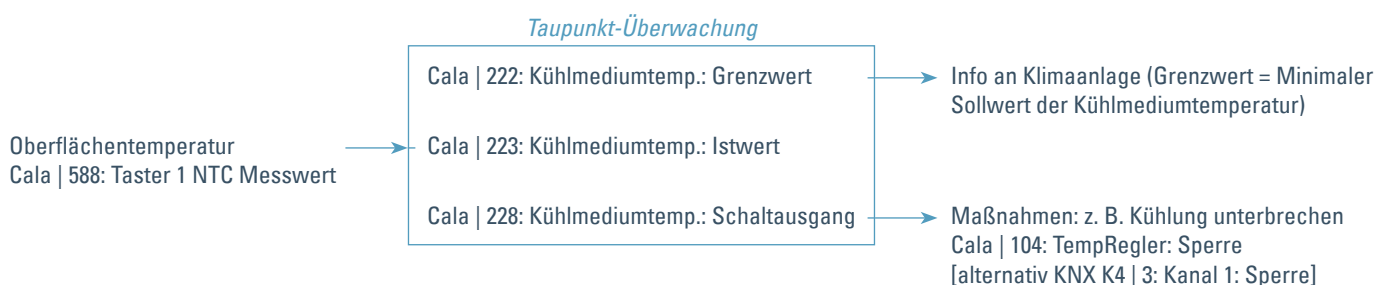 Taupunkt-Überwachung
Oberflächentemperatur
Cala | 588: Taster 1 NTC Messwert
Cala | 222: Kühlmediumtemp.: Grenzwert
Cala | 223: Kühlmediumtemp.: Istwert
Cala | 228: Kühlmediumtemp.: Schaltausgang
Info an Klimaanlage (Grenzwert = Minimaler
Sollwert der Kühlmediumtemperatur)
Maßnahmen: z. B. Kühlung unterbrechen
Cala | 104: TempRegler: Sperre
[alternativ KNX K4 | 3: Kanal 1: Sperre]